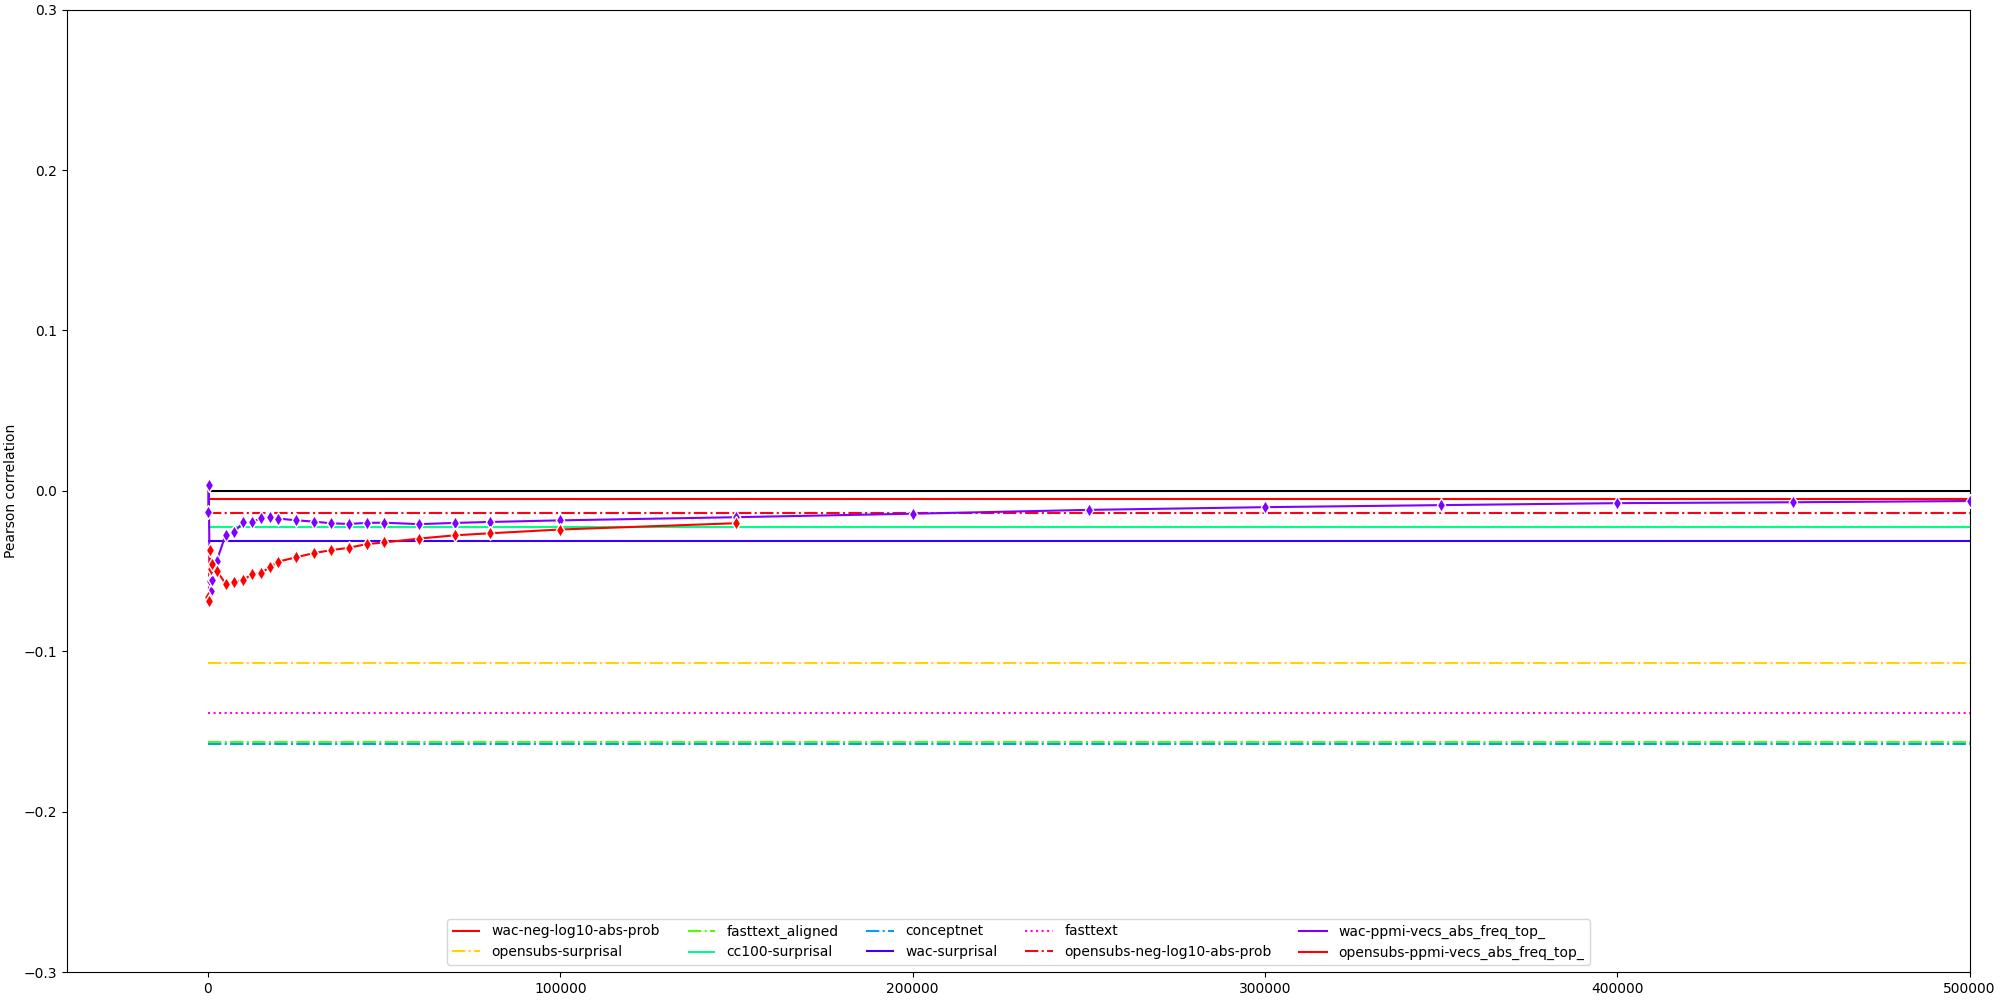 0.3
0.2
0.1
0.0
−0.1
−0.2
−0.3
Pearson correlation
wac-neg-log10-abs-prob fasttext_aligned conceptnet fasttext wac-ppmi-vecs_abs_freq_top_
opensubs-surprisal cc100-surprisal wac-surprisal opensubs-neg-log10-abs-prob opensubs-ppmi-vecs_abs_freq_top_
0 100000 200000 300000 400000 500000